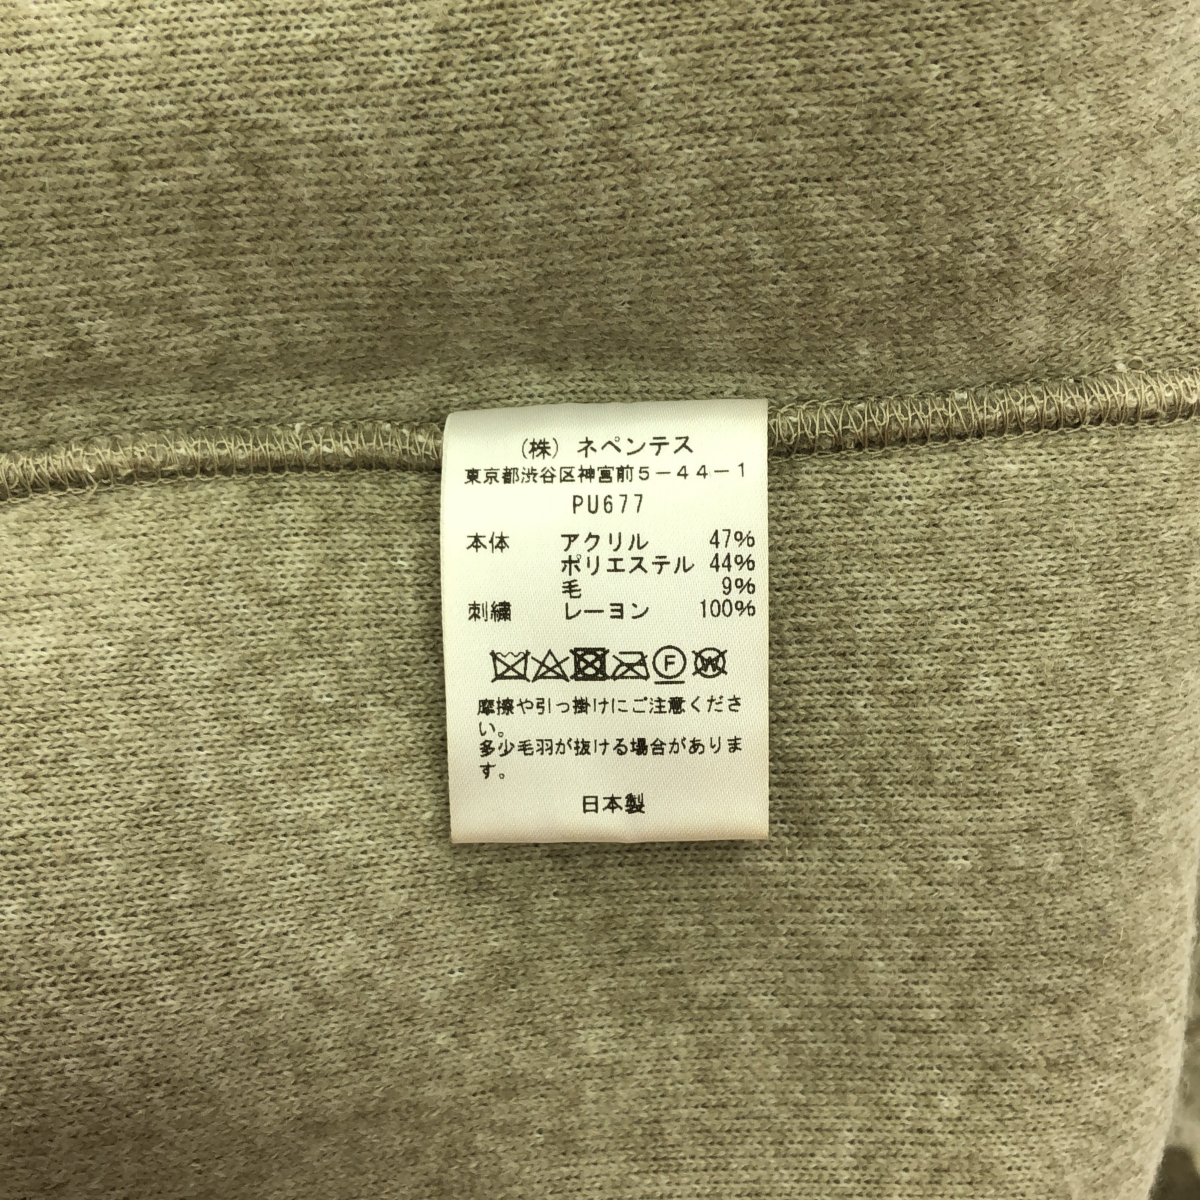 (株) ネペンテス
東京都渋谷区神宮前5-44-1
PU677
本体 アクリル 47%
ポリエステル 44%
毛 9%
刺繍 レーヨン 100%
F W
摩擦や引っ掛けにご注意くださ
い。
多少毛羽が抜ける場合がありま
す。
日本製